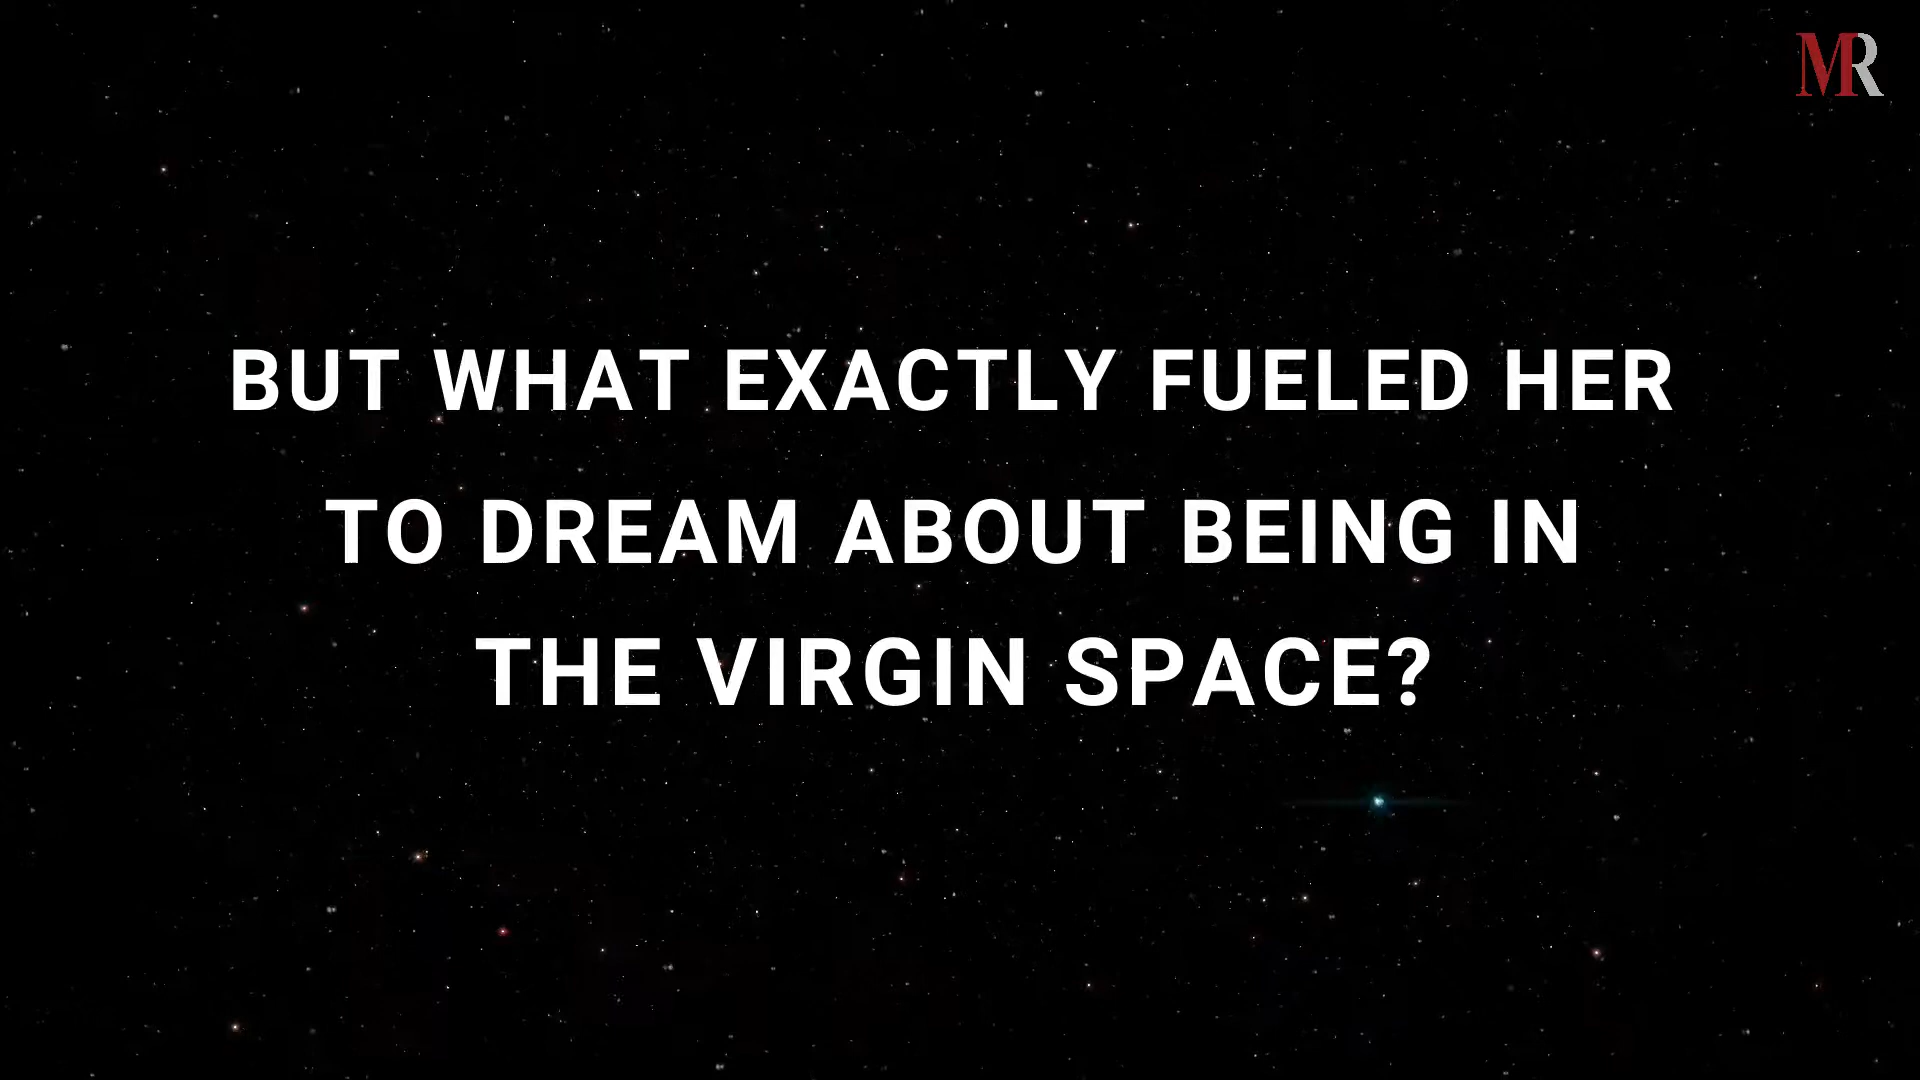 MR
BUT WHAT EXACTLY FUELED HER
TO DREAM ABOUT BEING IN
THE VIRGIN SPACE?